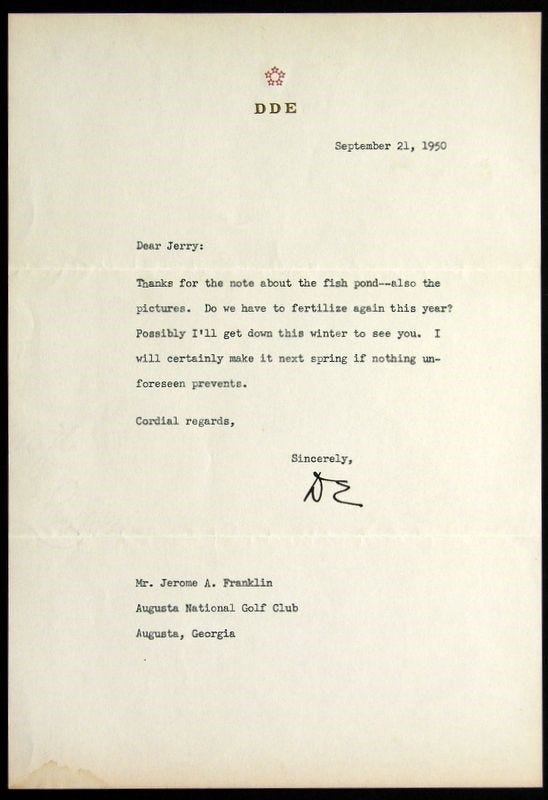 DDE
September 21, 1950
Dear Jerry:
Thanks for the note about the fish pond--also the
pictures. Do we have to fertilize again this year?
Possibly I'll get down this winter to see you. I
will certainly make it next spring if nothing un-
foreseen prevents.
Cordial regards,
Sincerely,
DE
Mr. Jerome A. Franklin
Augusta National Golf Club
Augusta, Georgia